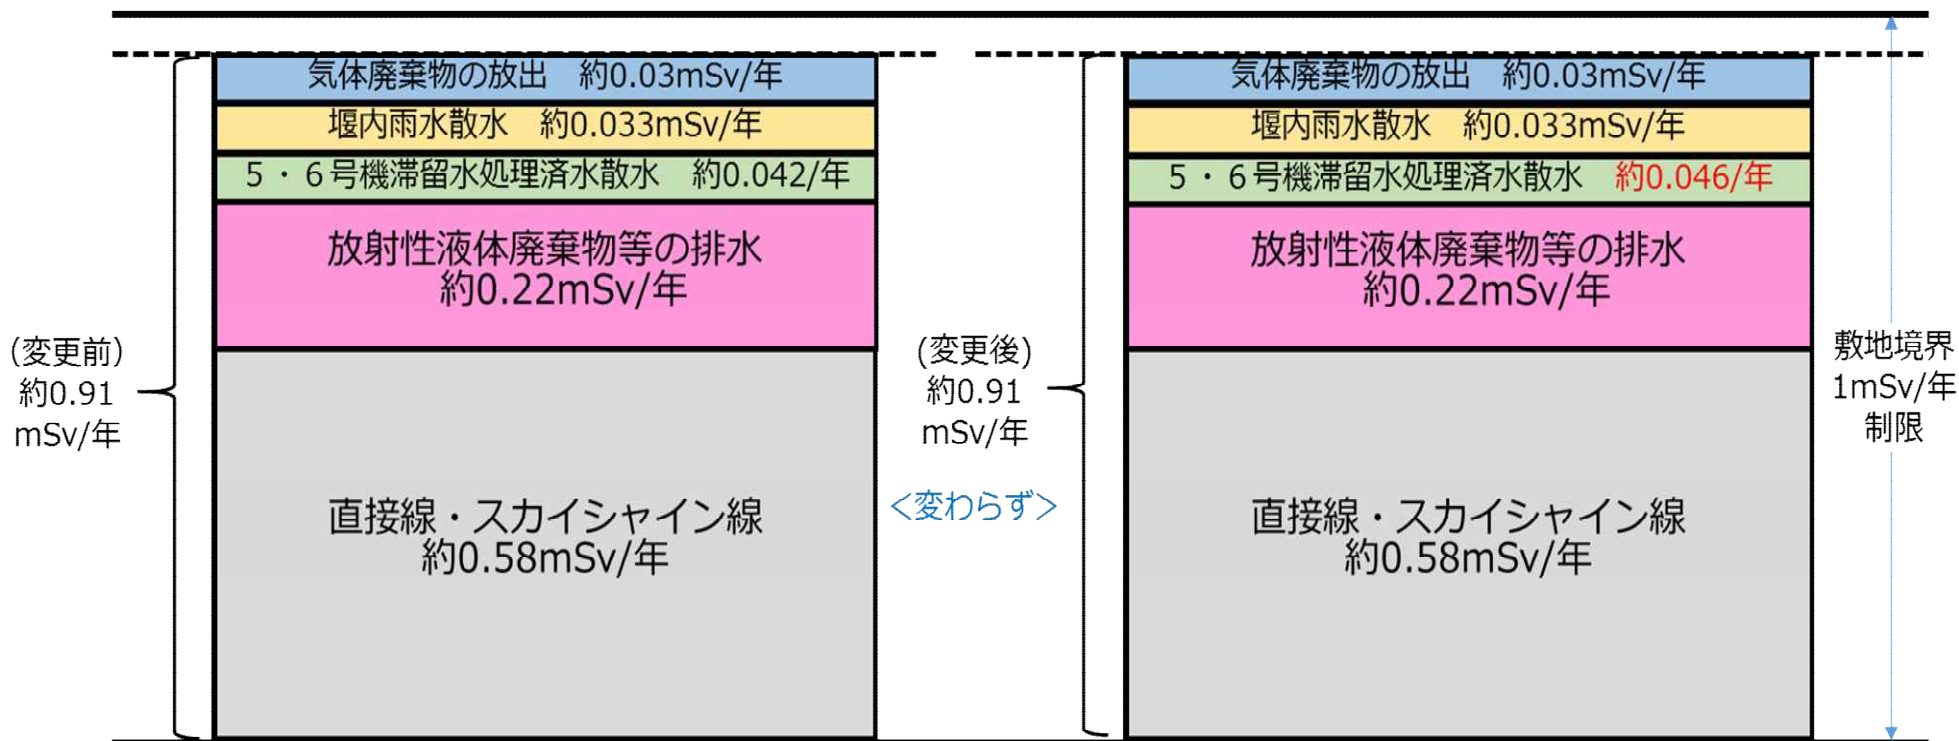 (変更前)
約0.91
mSv/年
気体廃棄物の放出　約0.03mSv/年
堰内雨水散水　約0.033mSv/年
5・6号機滞留水処理済水散水　約0.042/年
放射性液体廃棄物等の排水
約0.22mSv/年
直接線・スカイシャイン線
約0.58mSv/年
(変更後)
約0.91
mSv/年
<変わらず>
気体廃棄物の放出　約0.03mSv/年
堰内雨水散水　約0.033mSv/年
5・6号機滞留水処理済水散水　約0.046/年
放射性液体廃棄物等の排水
約0.22mSv/年
直接線・スカイシャイン線
約0.58mSv/年
敷地境界
1mSv/年
制限